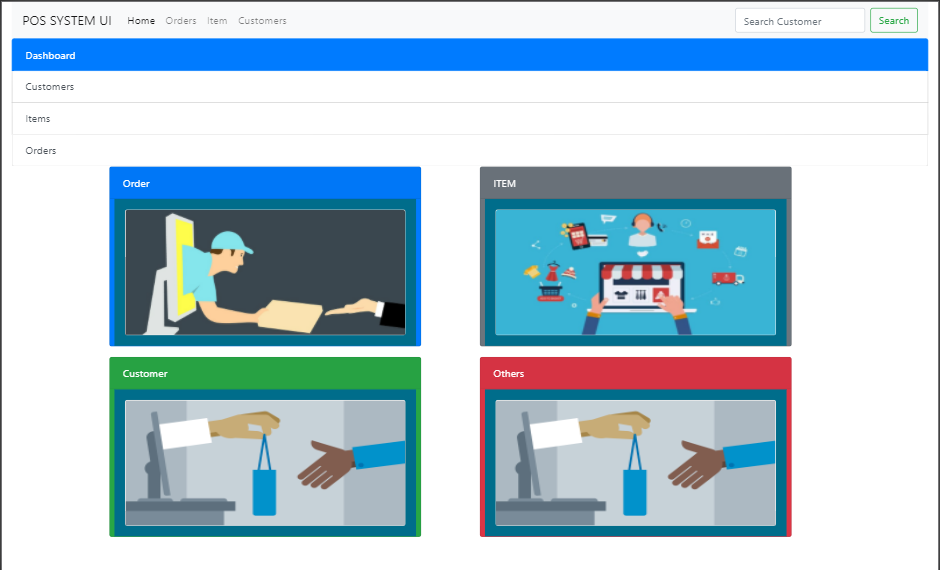 POS SYSTEM UI Home Orders Item Customers Search Customer Search
Dashboard
Customers
Items
Orders
Order ITEM
Customer Others